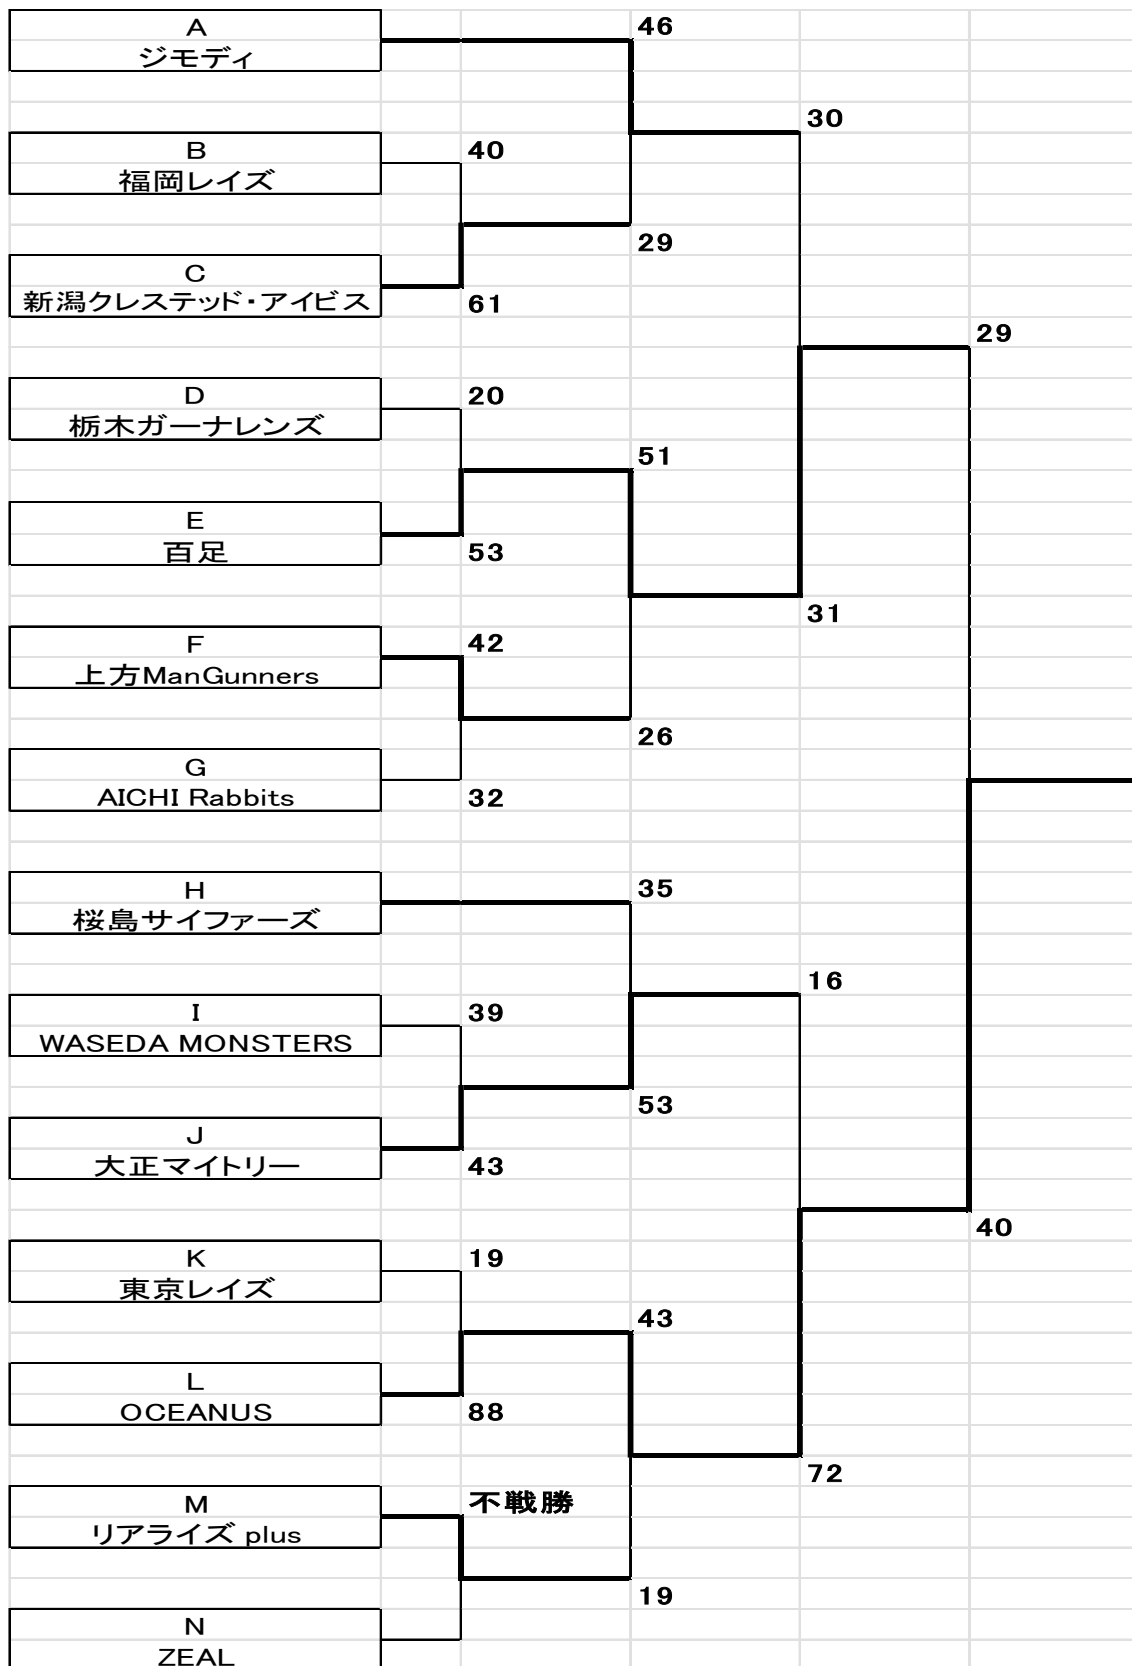 A
ジモディ
46
30
B
福岡レイズ
40
29
C
新潟クレステッド・アイビス
61
29
D
栃木ガーナレンズ
20
51
E
百足
53
31
F
上方ManGunners
42
26
G
AICHI Rabbits
32
H
桜島サイファーズ
35
16
I
WASEDA MONSTERS
39
53
J
大正マイトリー
43
40
K
東京レイズ
19
43
L
OCEANUS
88
72
M
リアライズ plus
不戦勝
19
N
ZEAL